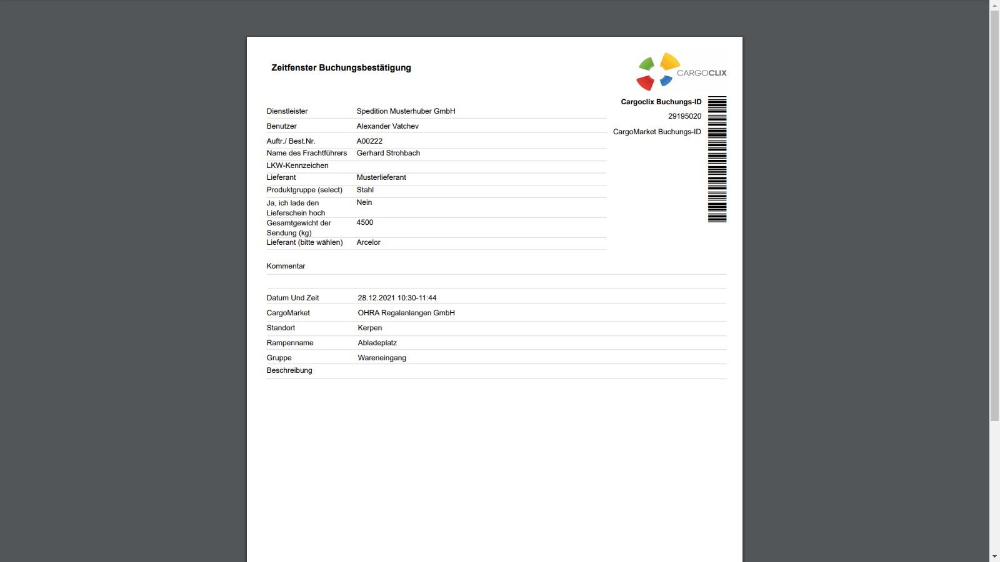 Zeitfenster Buchungsbestätigung
CARGOCLIX
Cargoclix Buchungs-ID
29195020
CargoMarket Buchungs-ID
Dienstleister Spedition Musterhuber GmbH
Benutzer Alexander Vatchev
Auftr./ Best.Nr. A00222
Name des Frachtführers Gerhard Strohbach
LKW-Kennzeichen
Lieferant Musterlieferant
Produktgruppe (select) Stahl
Ja, ich lade den Nein
Lieferschein hoch
Gesamtgewicht der 4500
Sendung (kg)
Lieferant (bitte wählen) Arcelor
Kommentar
Datum Und Zeit 28.12.2021 10:30-11:44
CargoMarket OHRA Regalanlangen GmbH
Standort Kerpen
Rampenname Abladeplatz
Gruppe Wareneingang
Beschreibung